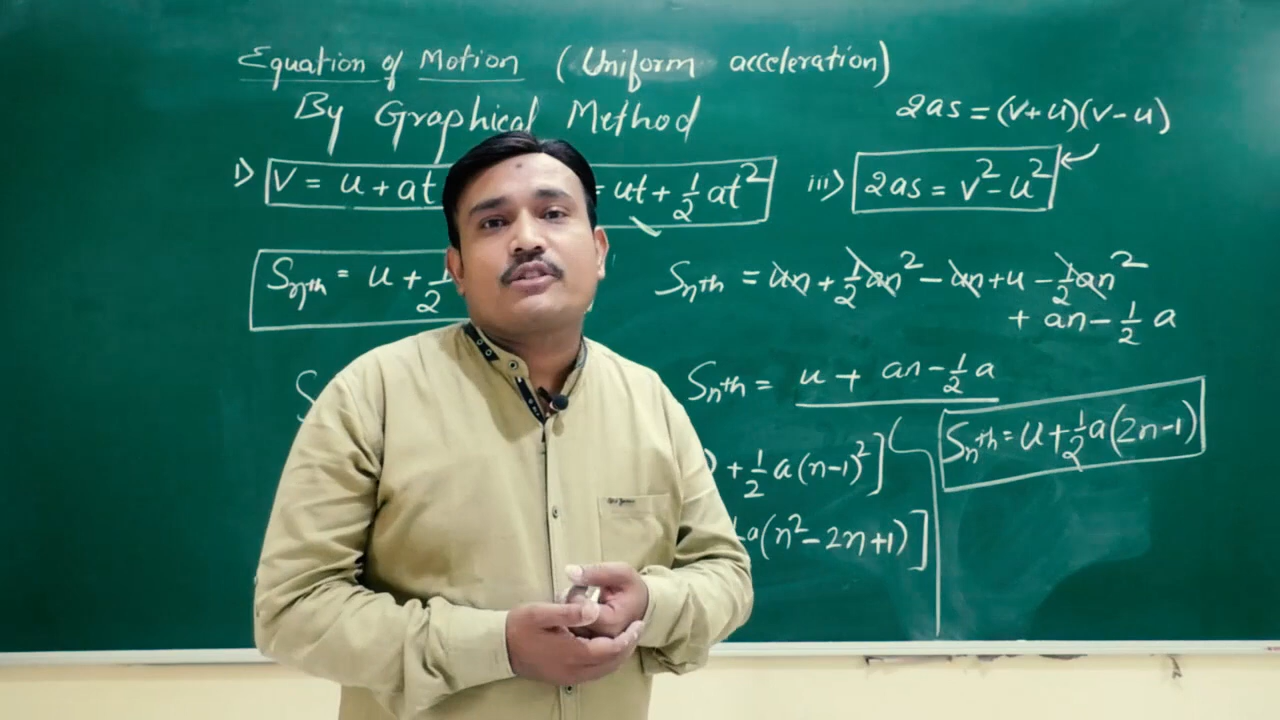 Equation of Motion (Uniform acceleration)
By Graphical Method
2as = (v+u)(v-u)
i) V = u + at
= ut + 1/2 at²
iii) 2as = v² - u²
Snth = u + 1/2
Snth = un + 1/2 an² - un + u - 1/2 an²
+ an - 1/2 a
S
Snth = u + an - 1/2 a
Snth = u + 1/2 a(2n-1)
) + 1/2 a(n-1)²]
a(n² - 2n + 1)]